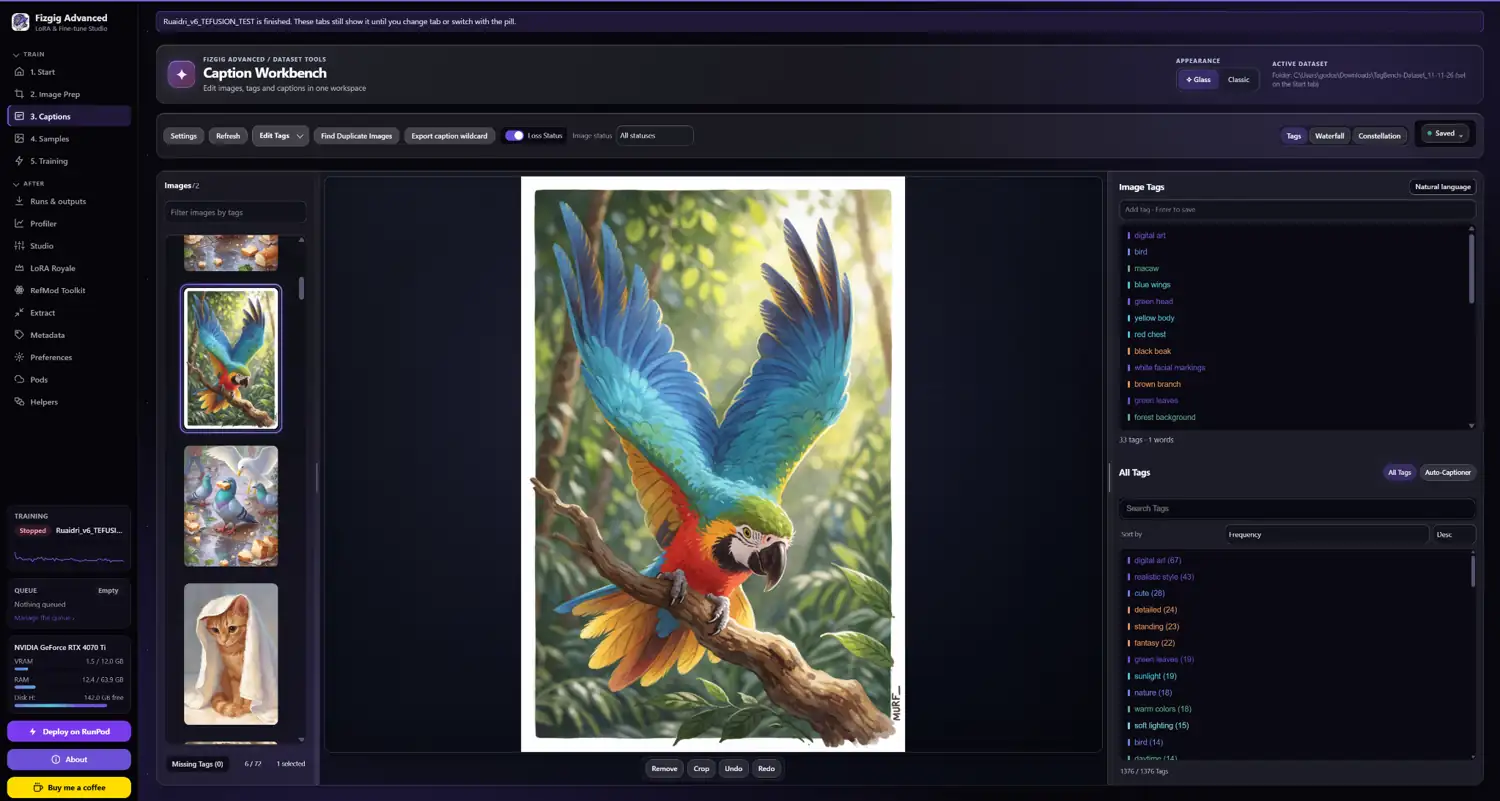 Fizgig Advanced
LoRA & Fine-tune Studio
TRAIN
1. Start
2. Image Prep
3. Captions
4. Samples
5. Training
AFTER
Runs & outputs
Profiler
Studio
LoRA Royale
RefMod Toolkit
Extract
Metadata
Preferences
Pods
Helpers
TRAINING
Stopped Ruaidri_v6_TEFUSI...
QUEUE Empty
Nothing queued
Manage the queue ›
NVIDIA GeForce RTX 4070 Ti
VRAM 1.5 / 12.0 GB
RAM 12.4 / 63.9 GB
Disk H: 142.0 GB free
Deploy on RunPod
About
Buy me a coffee
Ruaidri_v6_TEFUSION_TEST is finished. These tabs still show it until you change tab or switch with the pill.
FIZGIG ADVANCED / DATASET TOOLS
Caption Workbench
Edit images, tags and captions in one workspace
APPEARANCE
Glass Classic
ACTIVE DATASET
on the Start tab
Settings Refresh Edit Tags Find Duplicate Images Export caption wildcard Loss Status Image status All statuses
Tags Waterfall Constellation Saved
Images/2
Filter images by tags
Missing Tags (0) 1 selected
MURF_
Remove Crop Undo Redo
Image Tags Natural language
Add tag - Enter to save
digital art
bird
macaw
blue wings
green head
yellow body
red chest
black beak
white facial markings
brown branch
green leaves
forest background
33 tags - 1 words
All Tags All Tags Auto-Captioner
Search Tags
Sort by Frequency Desc
digital art (67)
realistic style (43)
cute (28)
detailed (24)
standing (23)
fantasy (22)
green leaves (19)
sunlight (19)
nature (18)
warm colors (18)
soft lighting (15)
bird (14)
daytime (14)
1376 / 1376 Tags